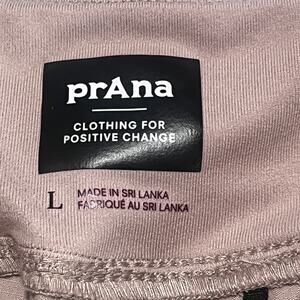 prAna
CLOTHING FOR
POSITIVE CHANGE
L
MADE IN SRI LANKA
FABRIQUÉ AU SRI LANKA